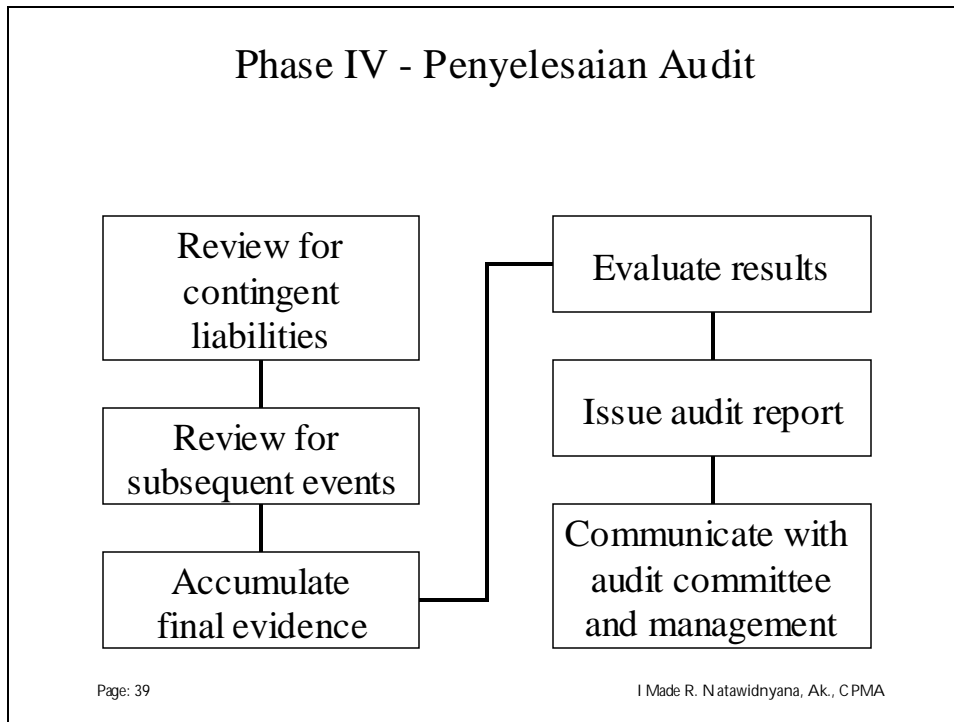 Phase IV - Penyelesaian Audit
Review for
contingent
liabilities
Review for
subsequent events
Accumulate
final evidence
Evaluate results
Issue audit report
Communicate with
audit committee
and management
Page: 39
I Made R. Natawidnyana, Ak., CPMA